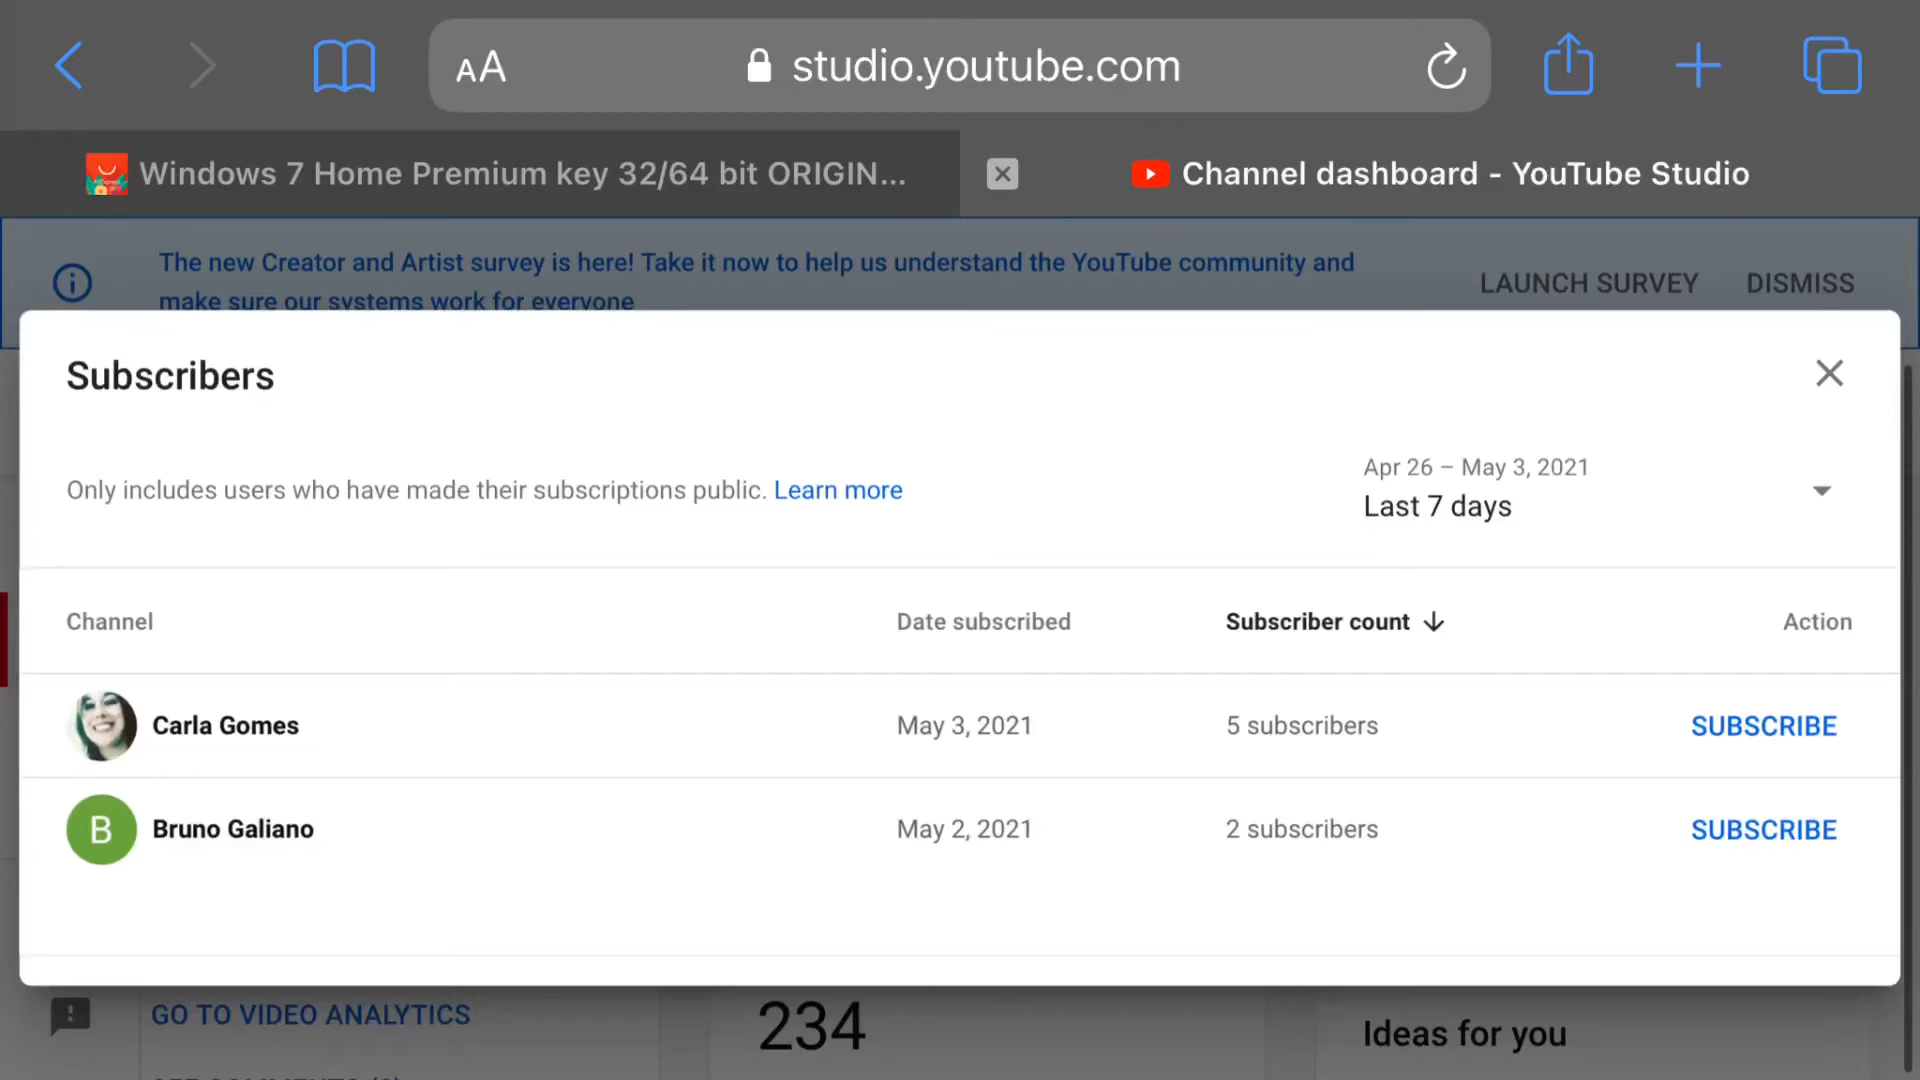 AA studio.youtube.com
Windows 7 Home Premium key 32/64 bit ORIGIN...
Channel dashboard - YouTube Studio
The new Creator and Artist survey is here! Take it now to help us understand the YouTube community and
make sure our systems work for everyone
LAUNCH SURVEY DISMISS
Subscribers
Only includes users who have made their subscriptions public. Learn more
Apr 26 – May 3, 2021
Last 7 days
Channel Date subscribed Subscriber count Action
Carla Gomes May 3, 2021 5 subscribers SUBSCRIBE
B Bruno Galiano May 2, 2021 2 subscribers SUBSCRIBE
GO TO VIDEO ANALYTICS
234
Ideas for you